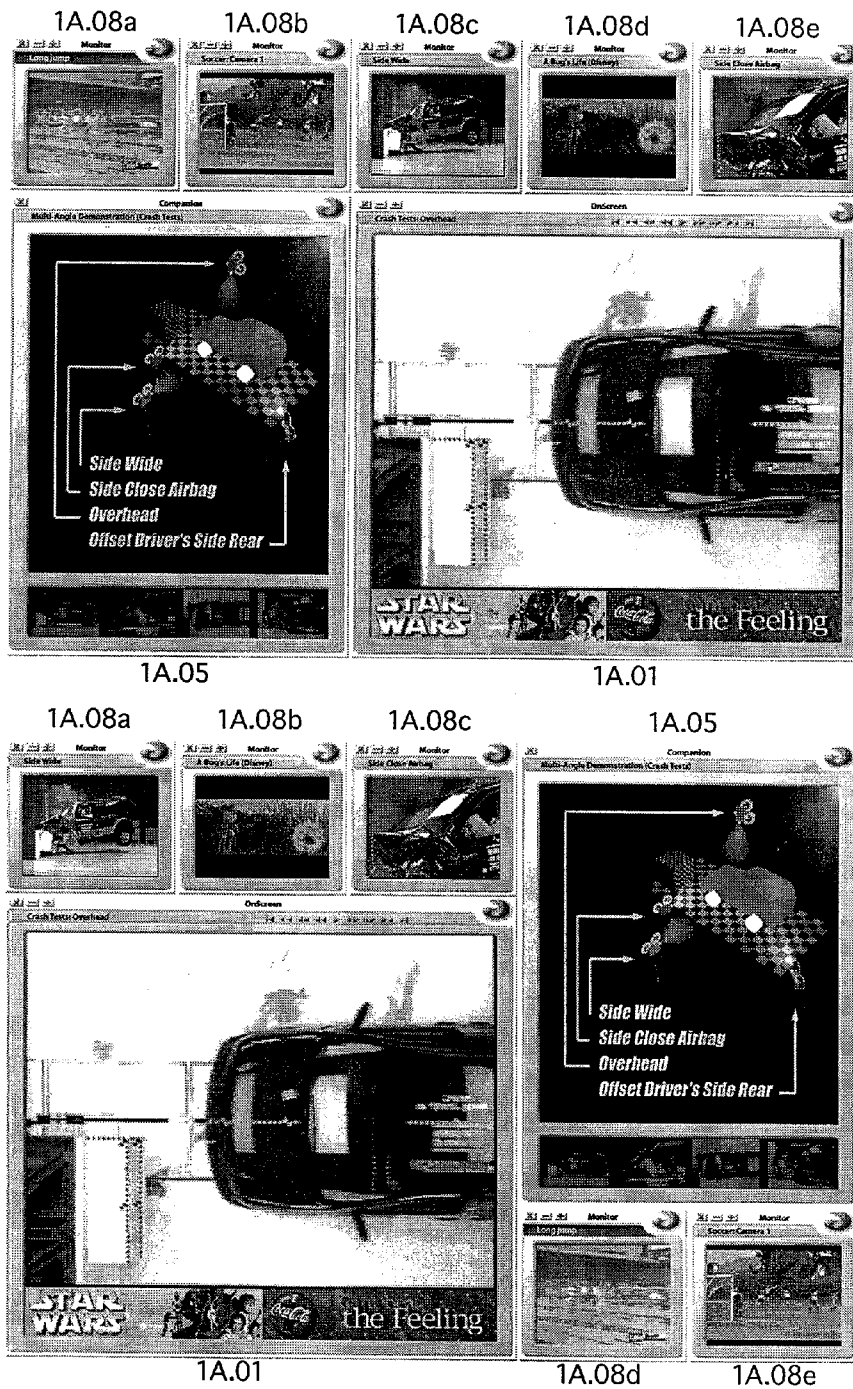 1A.08a 1A.08b 1A.08c 1A.08d 1A.08e
Monitor Monitor Monitor Monitor Monitor
Long Jump Soccer: Camera 1 Side Wide A Bug's Life (Disney) Side Close Airbag
Companion OnScreen
Multi-Angle Demonstration (Crash Tests) Crash Tests: Overhead
Side Wide
Side Close Airbag
Overhead
Offset Driver's Side Rear
STAR WARS Coca-Cola the Feeling
1A.05 1A.01
1A.08a 1A.08b 1A.08c 1A.05
Monitor Monitor Monitor Companion
Side Wide A Bug's Life (Disney) Side Close Airbag Multi-Angle Demonstration (Crash Tests)
OnScreen
Crash Tests: Overhead
Side Wide
Side Close Airbag
Overhead
Offset Driver's Side Rear
Monitor Monitor
Long Jump Soccer: Camera 1
STAR WARS Coca-Cola the Feeling
1A.01 1A.08d 1A.08e